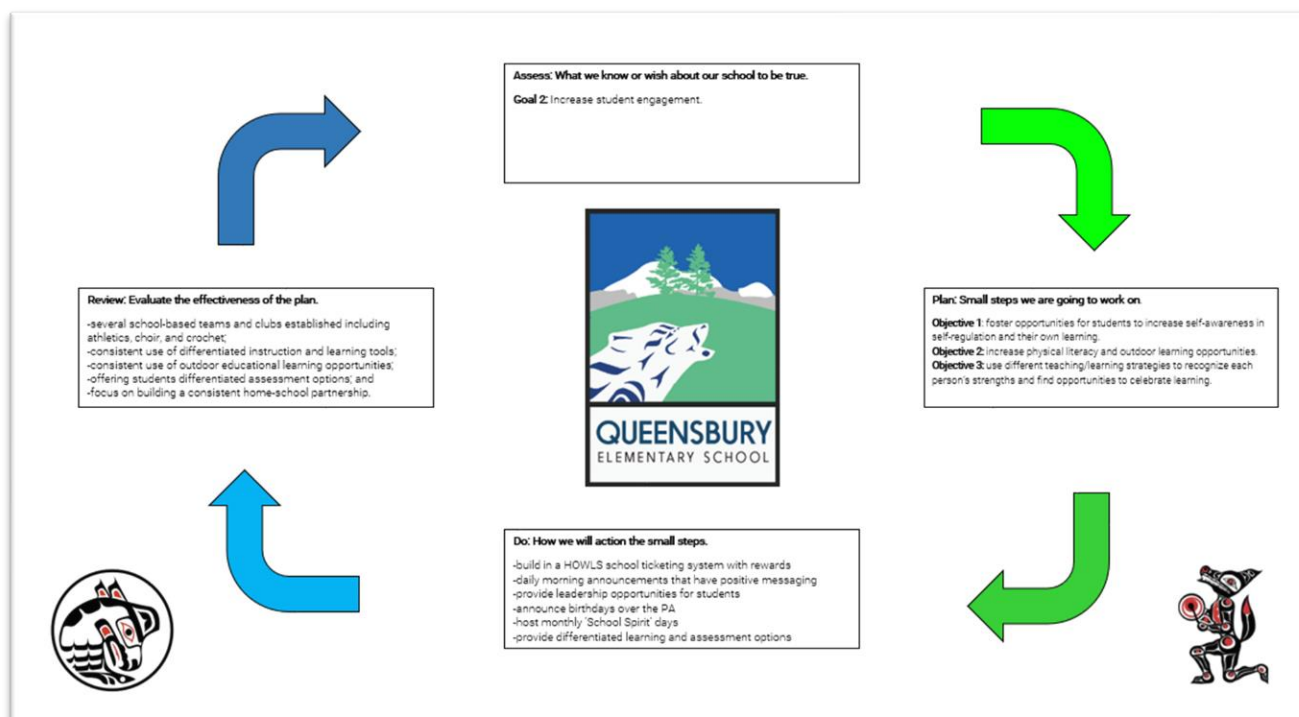 Assess: What we know or wish about our school to be true.
Goal 2: Increase student engagement.
Plan: Small steps we are going to work on.
Objective 1: foster opportunities for students to increase self-awareness in
self-regulation and their own learning.
Objective 2: increase physical literacy and outdoor learning opportunities.
Objective 3: use different teaching/learning strategies to recognize each
person's strengths and find opportunities to celebrate learning.
Do: How we will action the small steps.
-build in a HOWLS school ticketing system with rewards
-daily morning announcements that have positive messaging
-provide leadership opportunities for students
-announce birthdays over the PA
-host monthly 'School Spirit' days
-provide differentiated learning and assessment options
Review: Evaluate the effectiveness of the plan.
-several school-based teams and clubs established including
athletics, choir, and crochet;
-consistent use of differentiated instruction and learning tools;
-consistent use of outdoor educational learning opportunities;
-offering students differentiated assessment options; and
-focus on building a consistent home-school partnership.
QUEENSBURY
ELEMENTARY SCHOOL